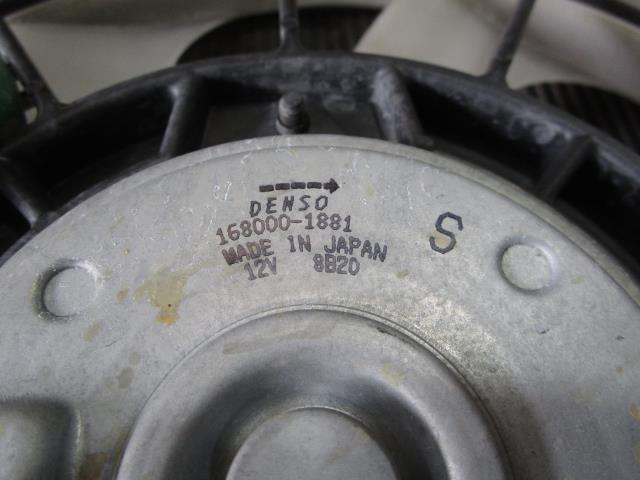 DENSO
168000-1881 S
MADE IN JAPAN
12V 8B20